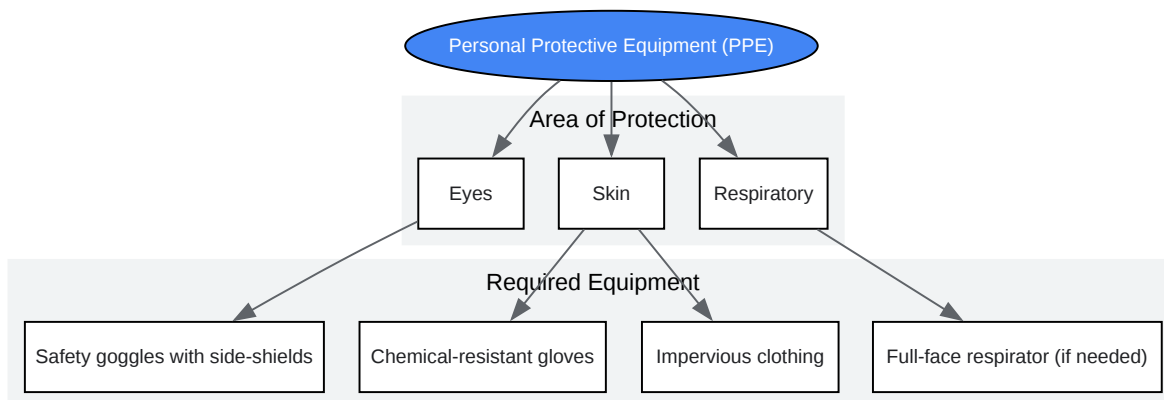 Personal Protective Equipment (PPE)
Area of Protection
Eyes
Skin
Respiratory
Required Equipment
Safety goggles with side-shields
Chemical-resistant gloves
Impervious clothing
Full-face respirator (if needed)